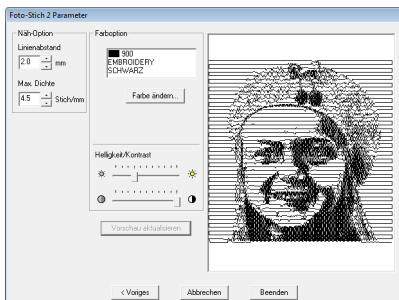 Foto-Stich 2 Parameter
Näh-Option
Linienabstand
2.0 mm
Max. Dichte
4.5 Stich/mm
Farboption
900
EMBROIDERY
SCHWARZ
Farbe ändern...
Helligkeit/Kontrast
Vorschau aktualisieren
< Voriges
Abbrechen
Beenden